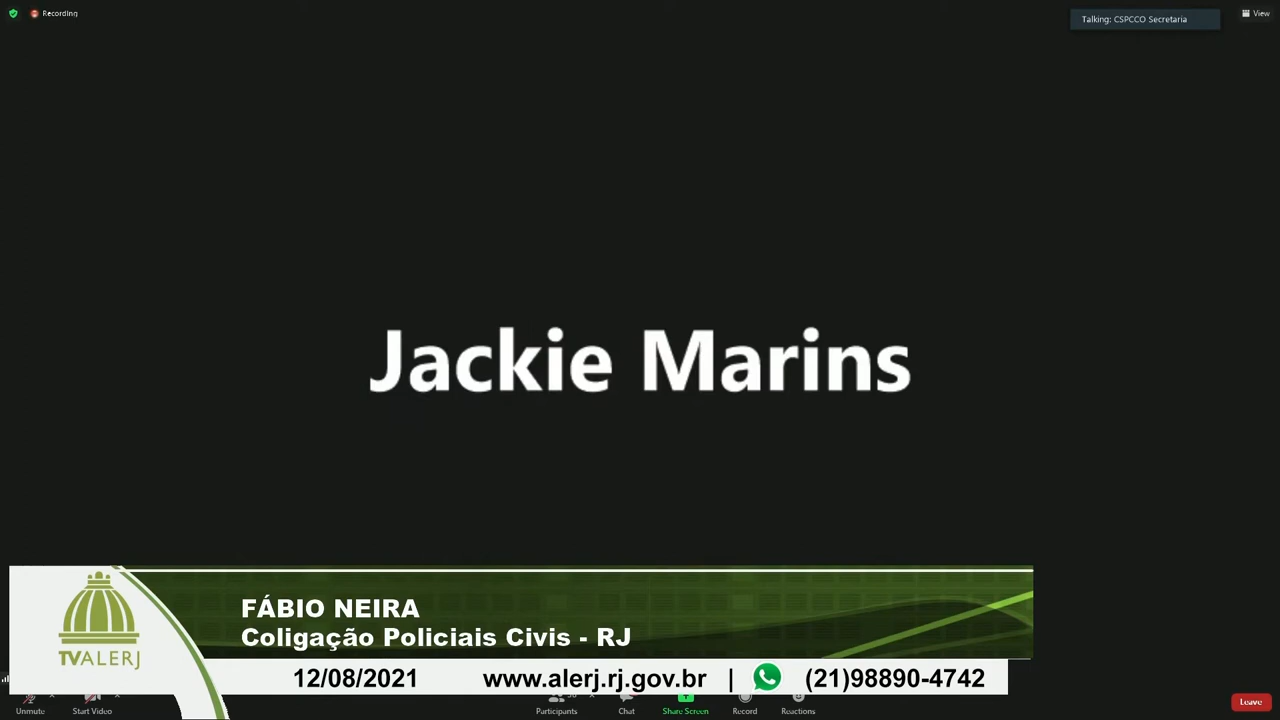 Recording
Talking: CSPCCO Secretaria
View
Jackie Marins
FÁBIO NEIRA
Coligação Policiais Civis - RJ
TVALERJ
12/08/2021 www.alerj.rj.gov.br | (21)98890-4742
Unmute Start Video Participants Chat Share Screen Record Reactions Leave